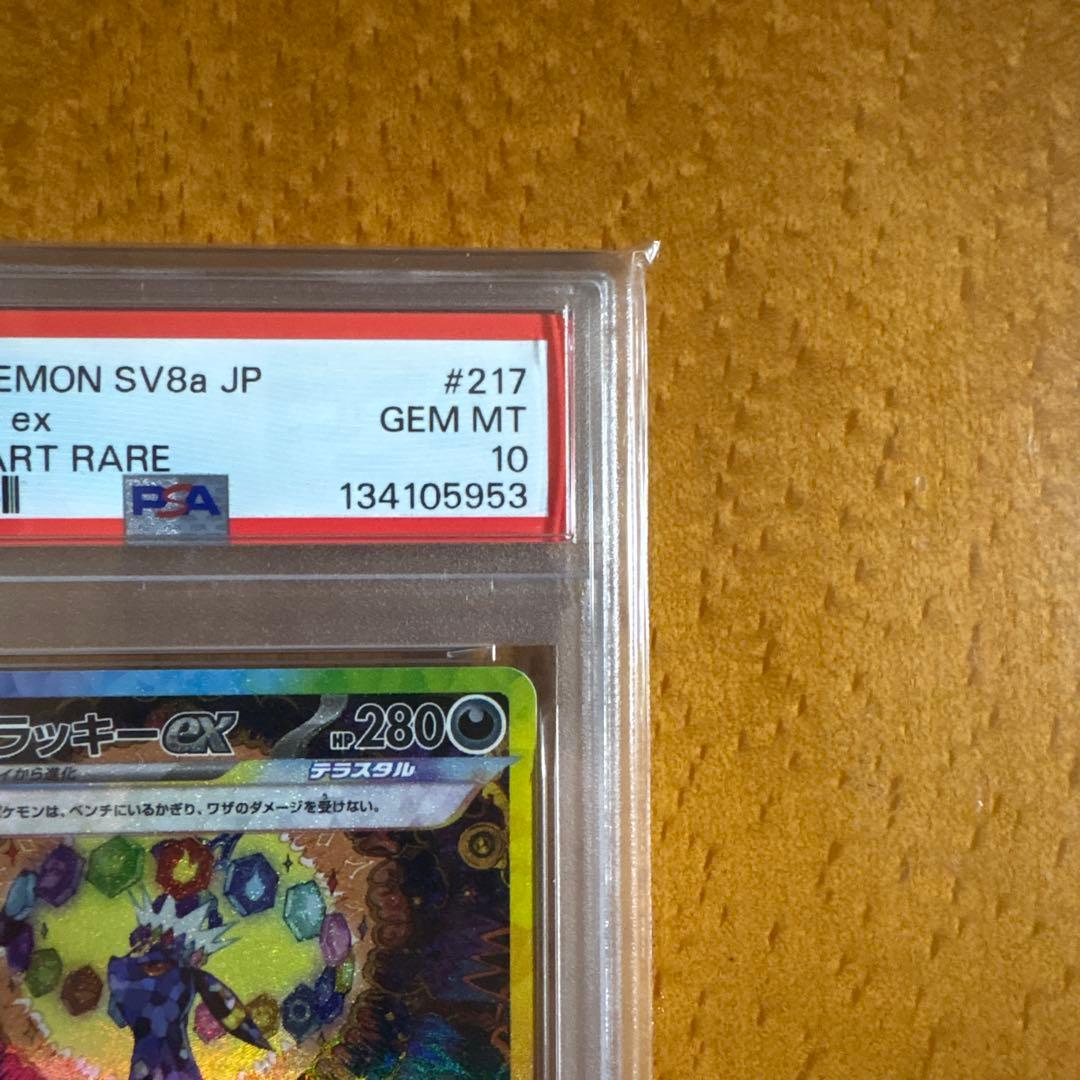 EMON SV8a JP #217
ex GEM MT
ART RARE 10
PSA 134105953
ラッキーex HP280
イから進化 テラスタル
ポケモンは、ベンチにいるかぎり、ワザのダメージを受けない。